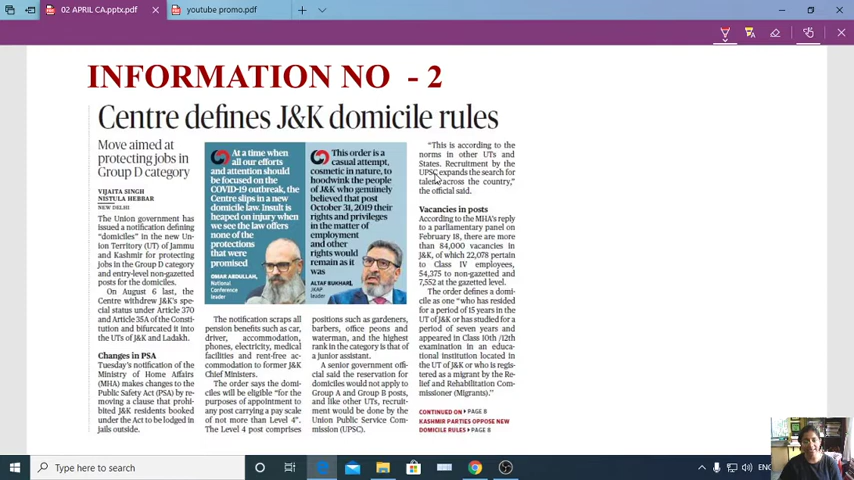 02 APRIL CA.pptx.pdf
youtube promo.pdf
INFORMATION NO - 2
Centre defines J&K domicile rules
Move aimed at
protecting jobs in
Group D category
VIJAITA SINGH
NISTULA HEBBAR
NEW DELHI
The Union government has
issued a notification defining
"domiciles" in the new Un-
ion Territory (UT) of Jammu
and Kashmir for protecting
jobs in the Group D category
and entry-level non-gazetted
posts for the domiciles.
On August 6 last, the
Centre withdrew J&K's spe-
cial status under Article 370
and Article 35A of the Consti-
tution and bifurcated it into
the UTs of J&K and Ladakh.
Changes in PSA
Tuesday's notification of the
Ministry of Home Affairs
(MHA) makes changes to the
Public Safety Act (PSA) by re-
moving a clause that prohi-
bited J&K residents booked
under the Act to be lodged in
jails outside.
At a time when
all our efforts
and attention should
be focused on the
COVID-19 outbreak, the
Centre slips in a new
domicile law. Insult is
heaped on injury when
we see the law offers
none of the
protections
that were
promised
OMAR ABDULLAH,
National
Conference
leader
This order is a
casual attempt,
cosmetic in nature, to
hoodwink the people
of J&K who genuinely
believed that post
October 31, 2019 their
rights and privileges
in the matter of
employment
and other
rights would
remain as it
was
ALTAF BUKHARI,
JKAP
leader
The notification scraps all
pension benefits such as car,
driver, accommodation,
phones, electricity, medical
facilities and rent-free ac-
commodation to former J&K
Chief Ministers.
The order says the domi-
ciles will be eligible "for the
purposes of appointment to
any post carrying a pay scale
of not more than Level 4".
The Level 4 post comprises
positions such as gardeners,
barbers, office peons and
waterman, and the highest
rank in the category is that of
a junior assistant.
A senior government offi-
cial said the reservation for
domiciles would not apply to
Group A and Group B posts,
and like other UTs, recruit-
ment would be done by the
Union Public Service Com-
mission (UPSC).
"This is according to the
norms in other UTs and
States. Recruitment by the
UPSC expands the search for
talent across the country,"
the official said.
Vacancies in posts
According to the MHA's reply
to a parliamentary panel on
February 18, there are more
than 84,000 vacancies in
J&K, of which 22,078 pertain
to Class IV employees,
54,375 to non-gazetted and
7,552 at the gazetted level.
The order defines a domi-
cile as one "who has resided
for a period of 15 years in the
UT of J&K or has studied for a
period of seven years and
appeared in Class 10th /12th
examination in an educa-
tional institution located in
the UT of J&K or who is regis-
tered as a migrant by the Re-
lief and Rehabilitation Com-
missioner (Migrants)."
CONTINUED ON ▸ PAGE 8
KASHMIR PARTIES OPPOSE NEW
DOMICILE RULES ▸ PAGE 8
Type here to search
ENG